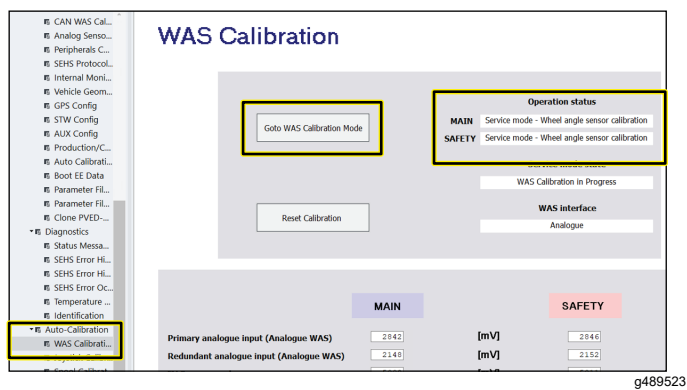 CAN WAS Cal...
Analog Senso...
Peripherals C...
SEHS Protocol...
Internal Moni...
Vehicle Geom...
GPS Config
STW Config
AUX Config
Production/C...
Auto Calibrati...
Boot EE Data
Parameter Fil...
Parameter Fil...
Clone PVED-...
Diagnostics
Status Messa...
SEHS Error Hi...
SEHS Error Hi...
SEHS Error Oc...
Temperature ...
Identification
Auto-Calibration
WAS Calibrati...
WAS Calibration
Goto WAS Calibration Mode
Operation status
MAIN Service mode - Wheel angle sensor calibration
SAFETY Service mode - Wheel angle sensor calibration
WAS Calibration in Progress
Reset Calibration
WAS interface
Analogue
MAIN SAFETY
Primary analogue input (Analogue WAS) 2842 [mV] 2846
Redundant analogue input (Analogue WAS) 2148 [mV] 2152
g489523